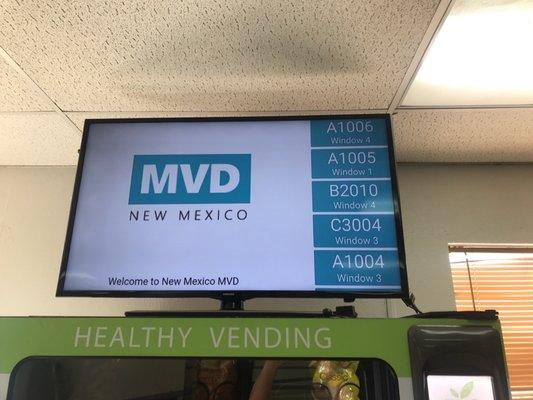 MVD
NEW MEXICO
Welcome to New Mexico MVD
A1006
Window 4
A1005
Window 1
B2010
Window 4
C3004
Window 3
A1004
Window 3
HEALTHY VENDING